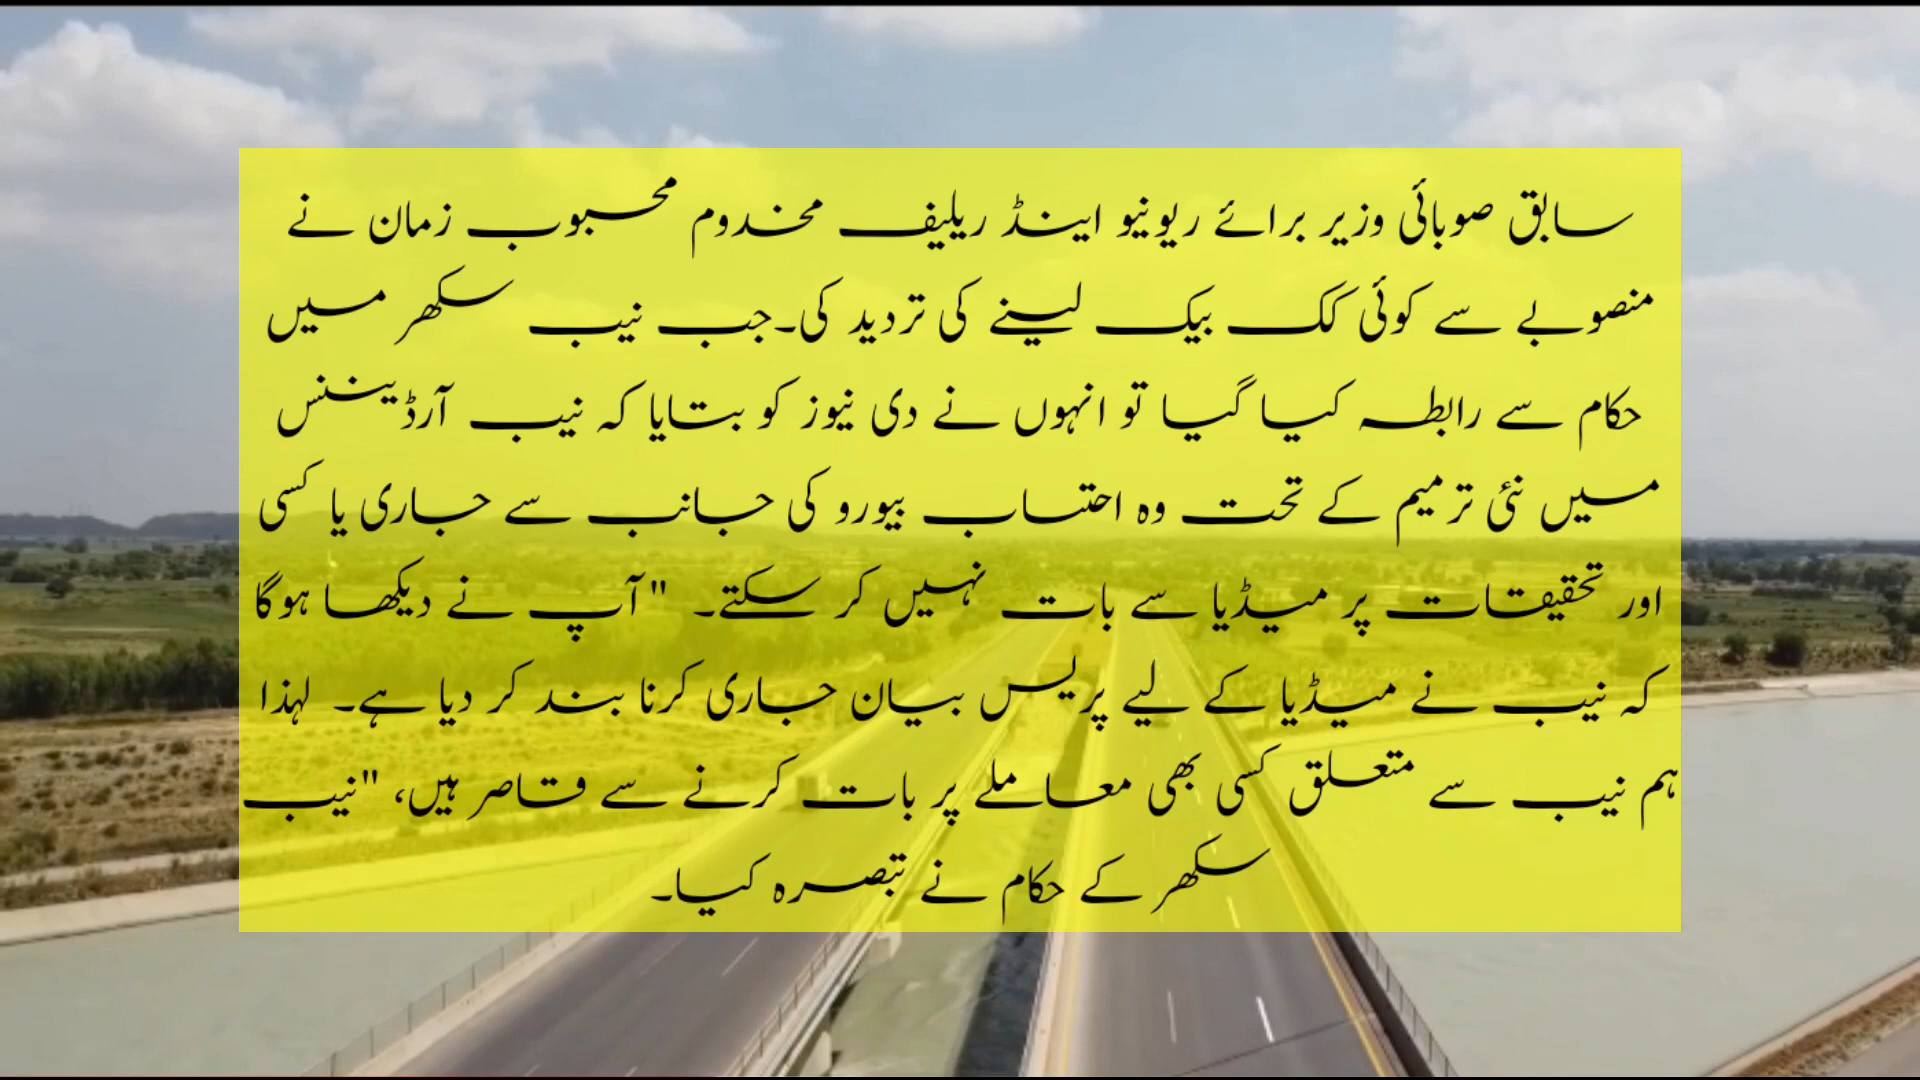 سابق صوبائی وزیر برائے ریونیو اینڈ ریلیف مخدوم محبوب زمان نے
منصوبے سے کوئی کک بیک لینے کی تردید کی۔جب نیب سکھر میں
حکام سے رابطہ کیا گیا تو انہوں نے دی نیوز کو بتایا کہ نیب آرڈیننس
میں نئی ترمیم کے تحت وہ احتساب بیورو کی جانب سے جاری یا کسی
اور تحقیقات پر میڈیا سے بات نہیں کر سکتے۔ "آپ نے دیکھا ہوگا
کہ نیب نے میڈیا کے لیے پریس بیان جاری کرنا بند کر دیا ہے۔ لہذا
ہم نیب سے متعلق کسی بھی معاملے پر بات کرنے سے قاصر ہیں، "نیب
سکھر کے حکام نے تبصرہ کیا۔